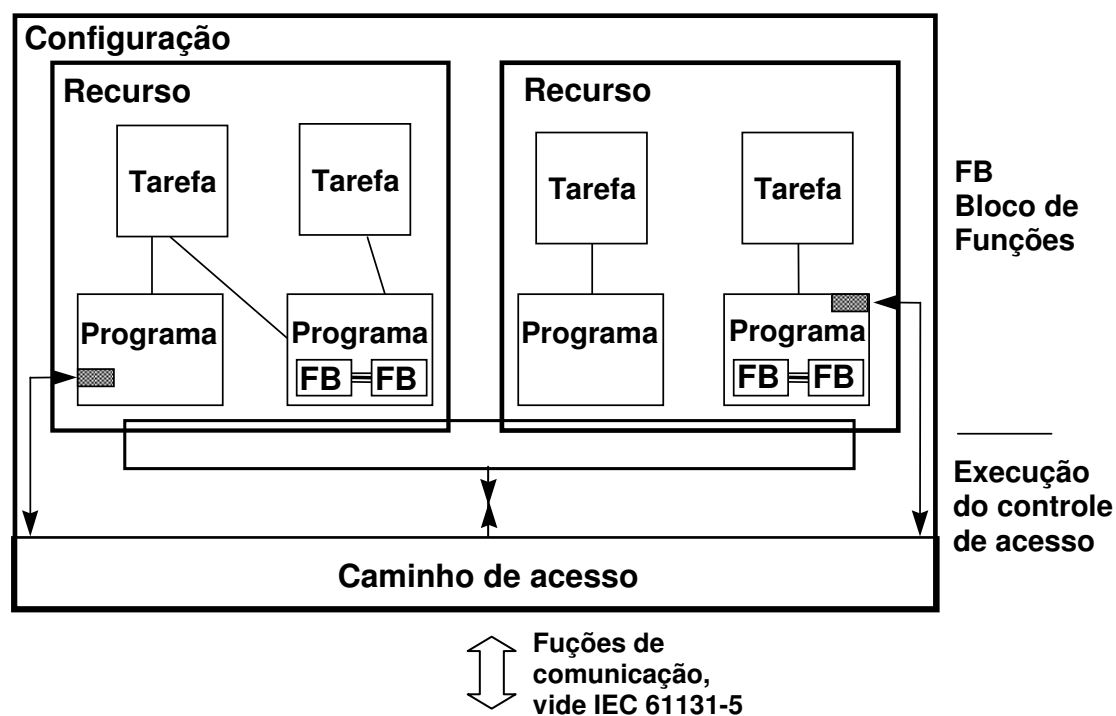 Configuração
Recurso
Recurso
Tarefa
Tarefa
Tarefa
Tarefa
FB
Bloco de
Funções
Programa
Programa
FB
FB
Programa
Programa
FB
FB
Execução
do controle
de acesso
Caminho de acesso
Fuções de
comunicação,
vide IEC 61131-5